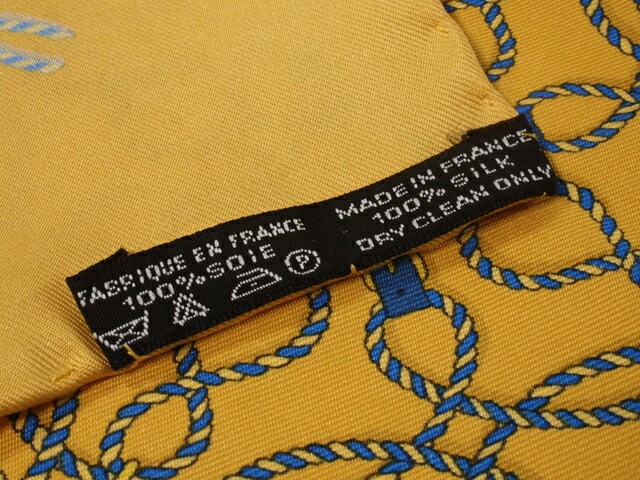 FABRIQUE EN FRANCE
100% SOIE
P
MADE IN FRANCE
100% SILK
DRY CLEAN ONLY